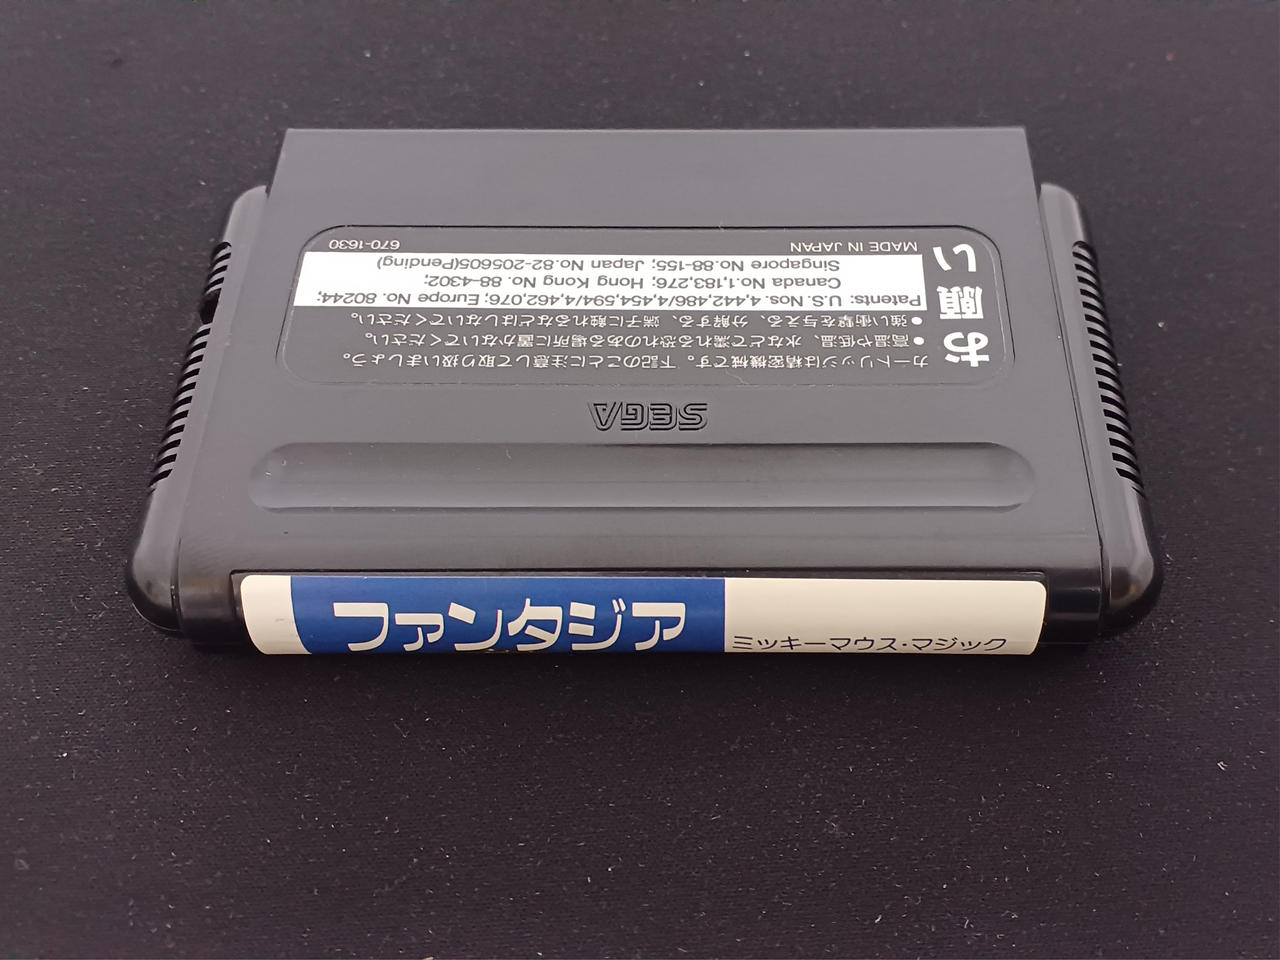 お願い
カートリッジは精密機械です。下記のことに注意して取り扱いましょう。
●高温や低温、水などで濡れる恐れのある場所に置かないでください。
●強い衝撃を与える、分解する、端子に触れるなどはしないでください。
Patents: U.S. Nos. 4,442,486/4,454,594/4,462,076; Europe No. 80244;
Canada No.1,183,276; Hong Kong No. 88-4302;
Singapore No.88-155; Japan No.82-205605(Pending)
MADE IN JAPAN 670-1630
SEGA
ファンタジア ミッキーマウス・マジック